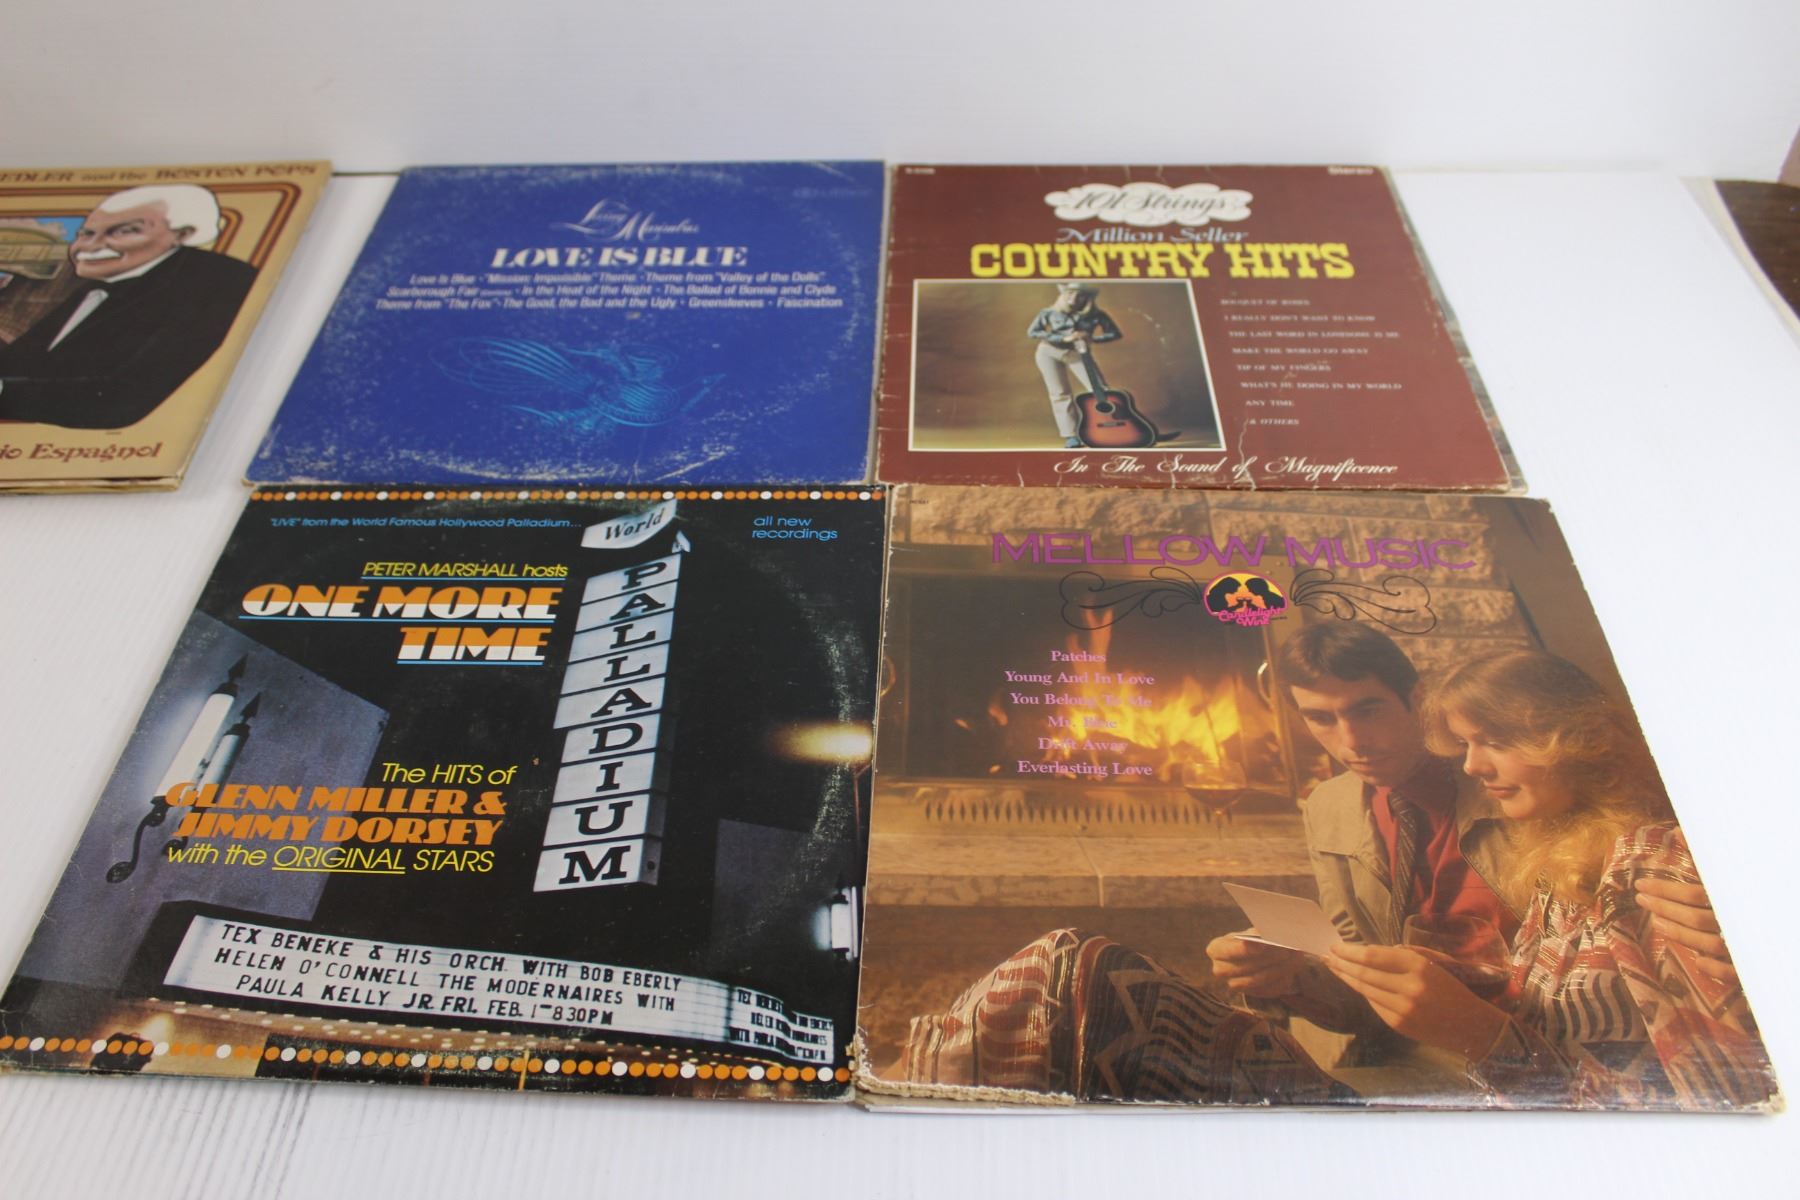 EDLER and the BOSTON POPS
io Espagnol
Living
Marimbas
LOVE IS BLUE
Love Is Blue • "Mission: Impossible" Theme • Theme from "Valley of the Dolls"
Scarborough Fair • In the Heat of the Night • The Ballad of Bonnie and Clyde
Theme from "The Fox" • The Good, the Bad and the Ugly • Greensleeves • Fascination
Stereo
101 Strings
Million Seller
COUNTRY HITS
BOUQUET OF ROSES
I REALLY DON'T WANT TO KNOW
THE LAST WORD IN LONESOME IS ME
MAKE THE WORLD GO AWAY
TIP OF MY FINGERS
WHAT'S HE DOING IN MY WORLD
ANY TIME
& OTHERS
In The Sound of Magnificence
"LIVE" from the World Famous Hollywood Palladium...
all new
recordings
PETER MARSHALL hosts
ONE MORE
TIME
World
PALLADIUM
The HITS of
GLENN MILLER &
JIMMY DORSEY
with the ORIGINAL STARS
TEX BENEKE & HIS ORCH. WITH BOB EBERLY
HELEN O'CONNELL THE MODERNAIRES WITH
PAULA KELLY JR. FRI. FEB. 1 8:30PM
MELLOW MUSIC
Candlelight
& Wine
Patches
Young And In Love
You Belong To Me
Mr. Blue
Drift Away
Everlasting Love